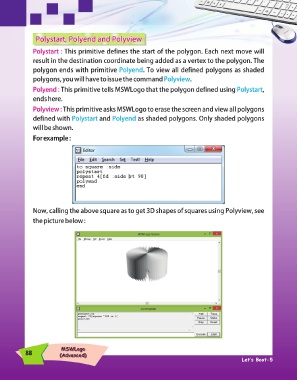 Polystart, Polyend and Polyview
Polystart : This primitive defines the start of the polygon. Each next move will
result in the destination coordinate being added as a vertex to the polygon. The
polygon ends with primitive Polyend. To view all defined polygons as shaded
polygons, you will have to issue the command Polyview.
Polyend : This primitive tells MSWLogo that the polygon defined using Polystart,
ends here.
Polyview : This primitive asks MSWLogo to erase the screen and view all polygons
defined with Polystart and Polyend as shaded polygons. Only shaded polygons
will be shown.
For example :
Editor
File Edit Search Set Test! Help
to square :side
polystart
repeat 4[fd :side rt 90]
polyend
end
Now, calling the above square as to get 3D shapes of squares using Polyview, see
the picture below :
88
MSWLogo
(Advanced)
Let's Boot-5